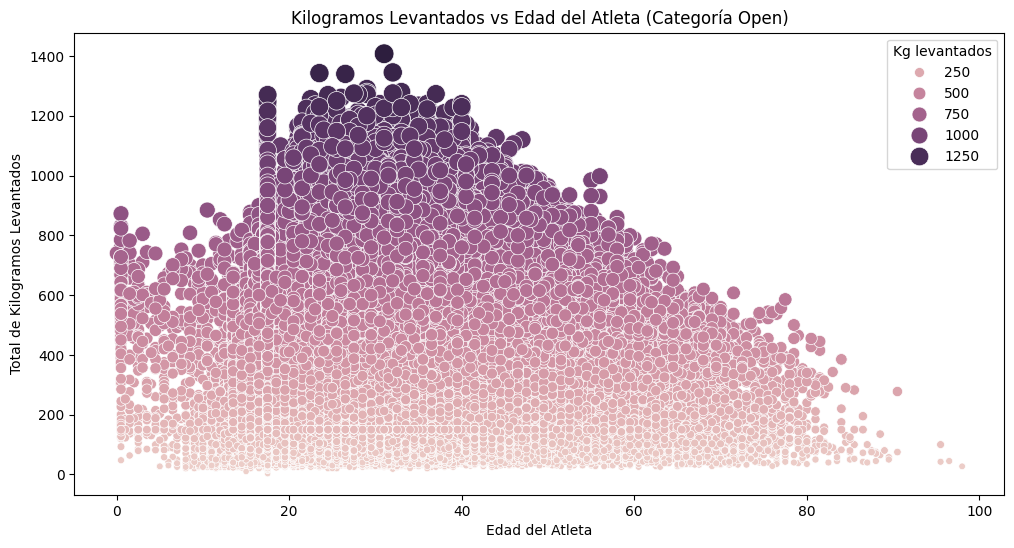 Kilogramos Levantados vs Edad del Atleta (Categoría Open)
Kg levantados
250
500
750
1000
1250
Total de Kilogramos Levantados
1400
1200
1000
800
600
400
200
0
0 20 40 60 80 100
Edad del Atleta